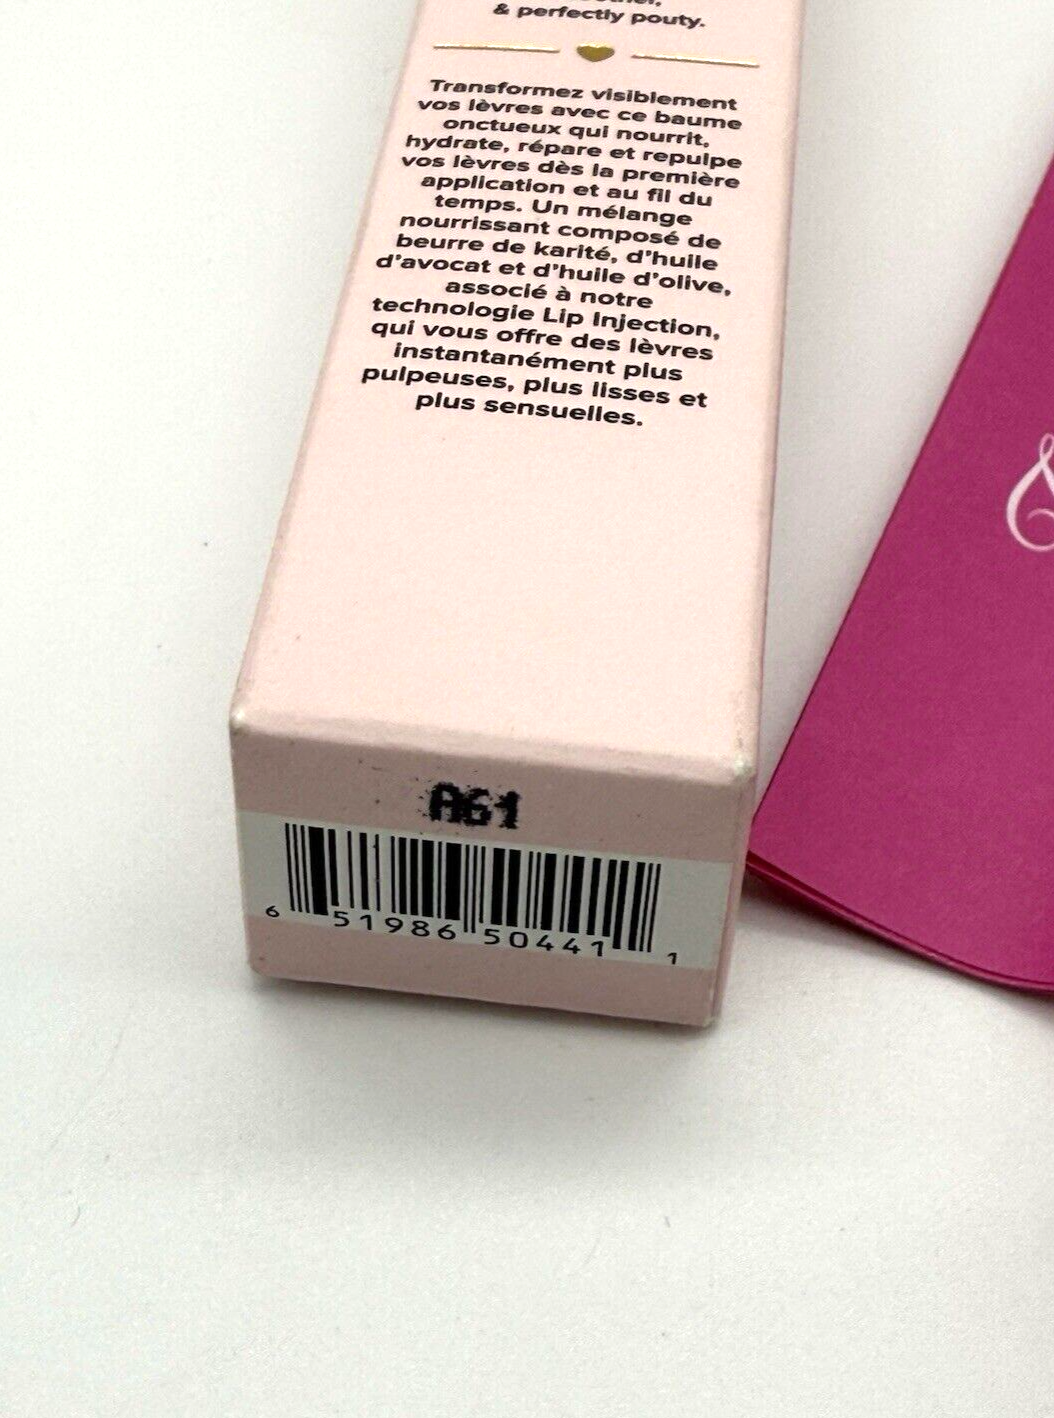 & perfectly pouty.
Transformez visiblement
vos lèvres avec ce baume
onctueux qui nourrit,
hydrate, répare et repulpe
vos lèvres dès la première
application et au fil du
temps. Un mélange
nourrissant composé de
beurre de karité, d'huile
d'avocat et d'huile d'olive,
associé à notre
technologie Lip Injection,
qui vous offre des lèvres
instantanément plus
pulpeuses, plus lisses et
plus sensuelles.
A61
6 51986 50441 1